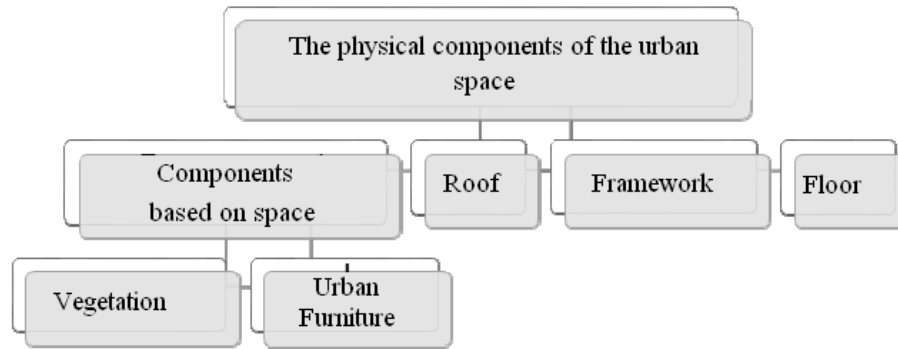 The physical components of the urban
space
Components
based on space
Roof
Framework
Floor
Vegetation
Urban
Furniture